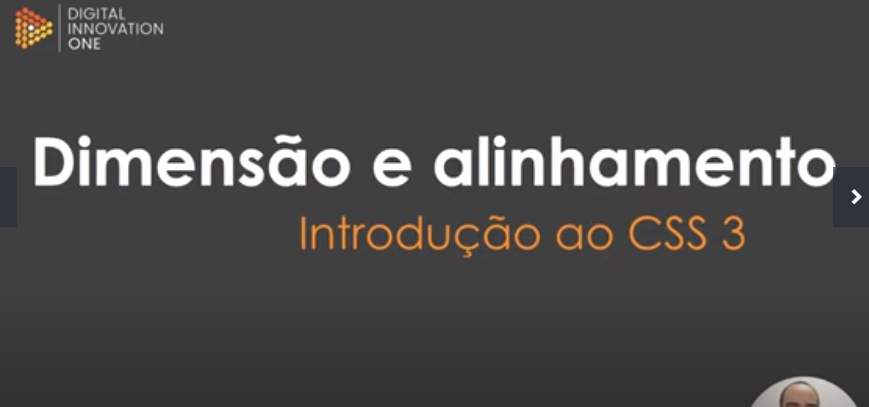 DIGITAL
INNOVATION
ONE
Dimensão e alinhamento
Introdução ao CSS 3